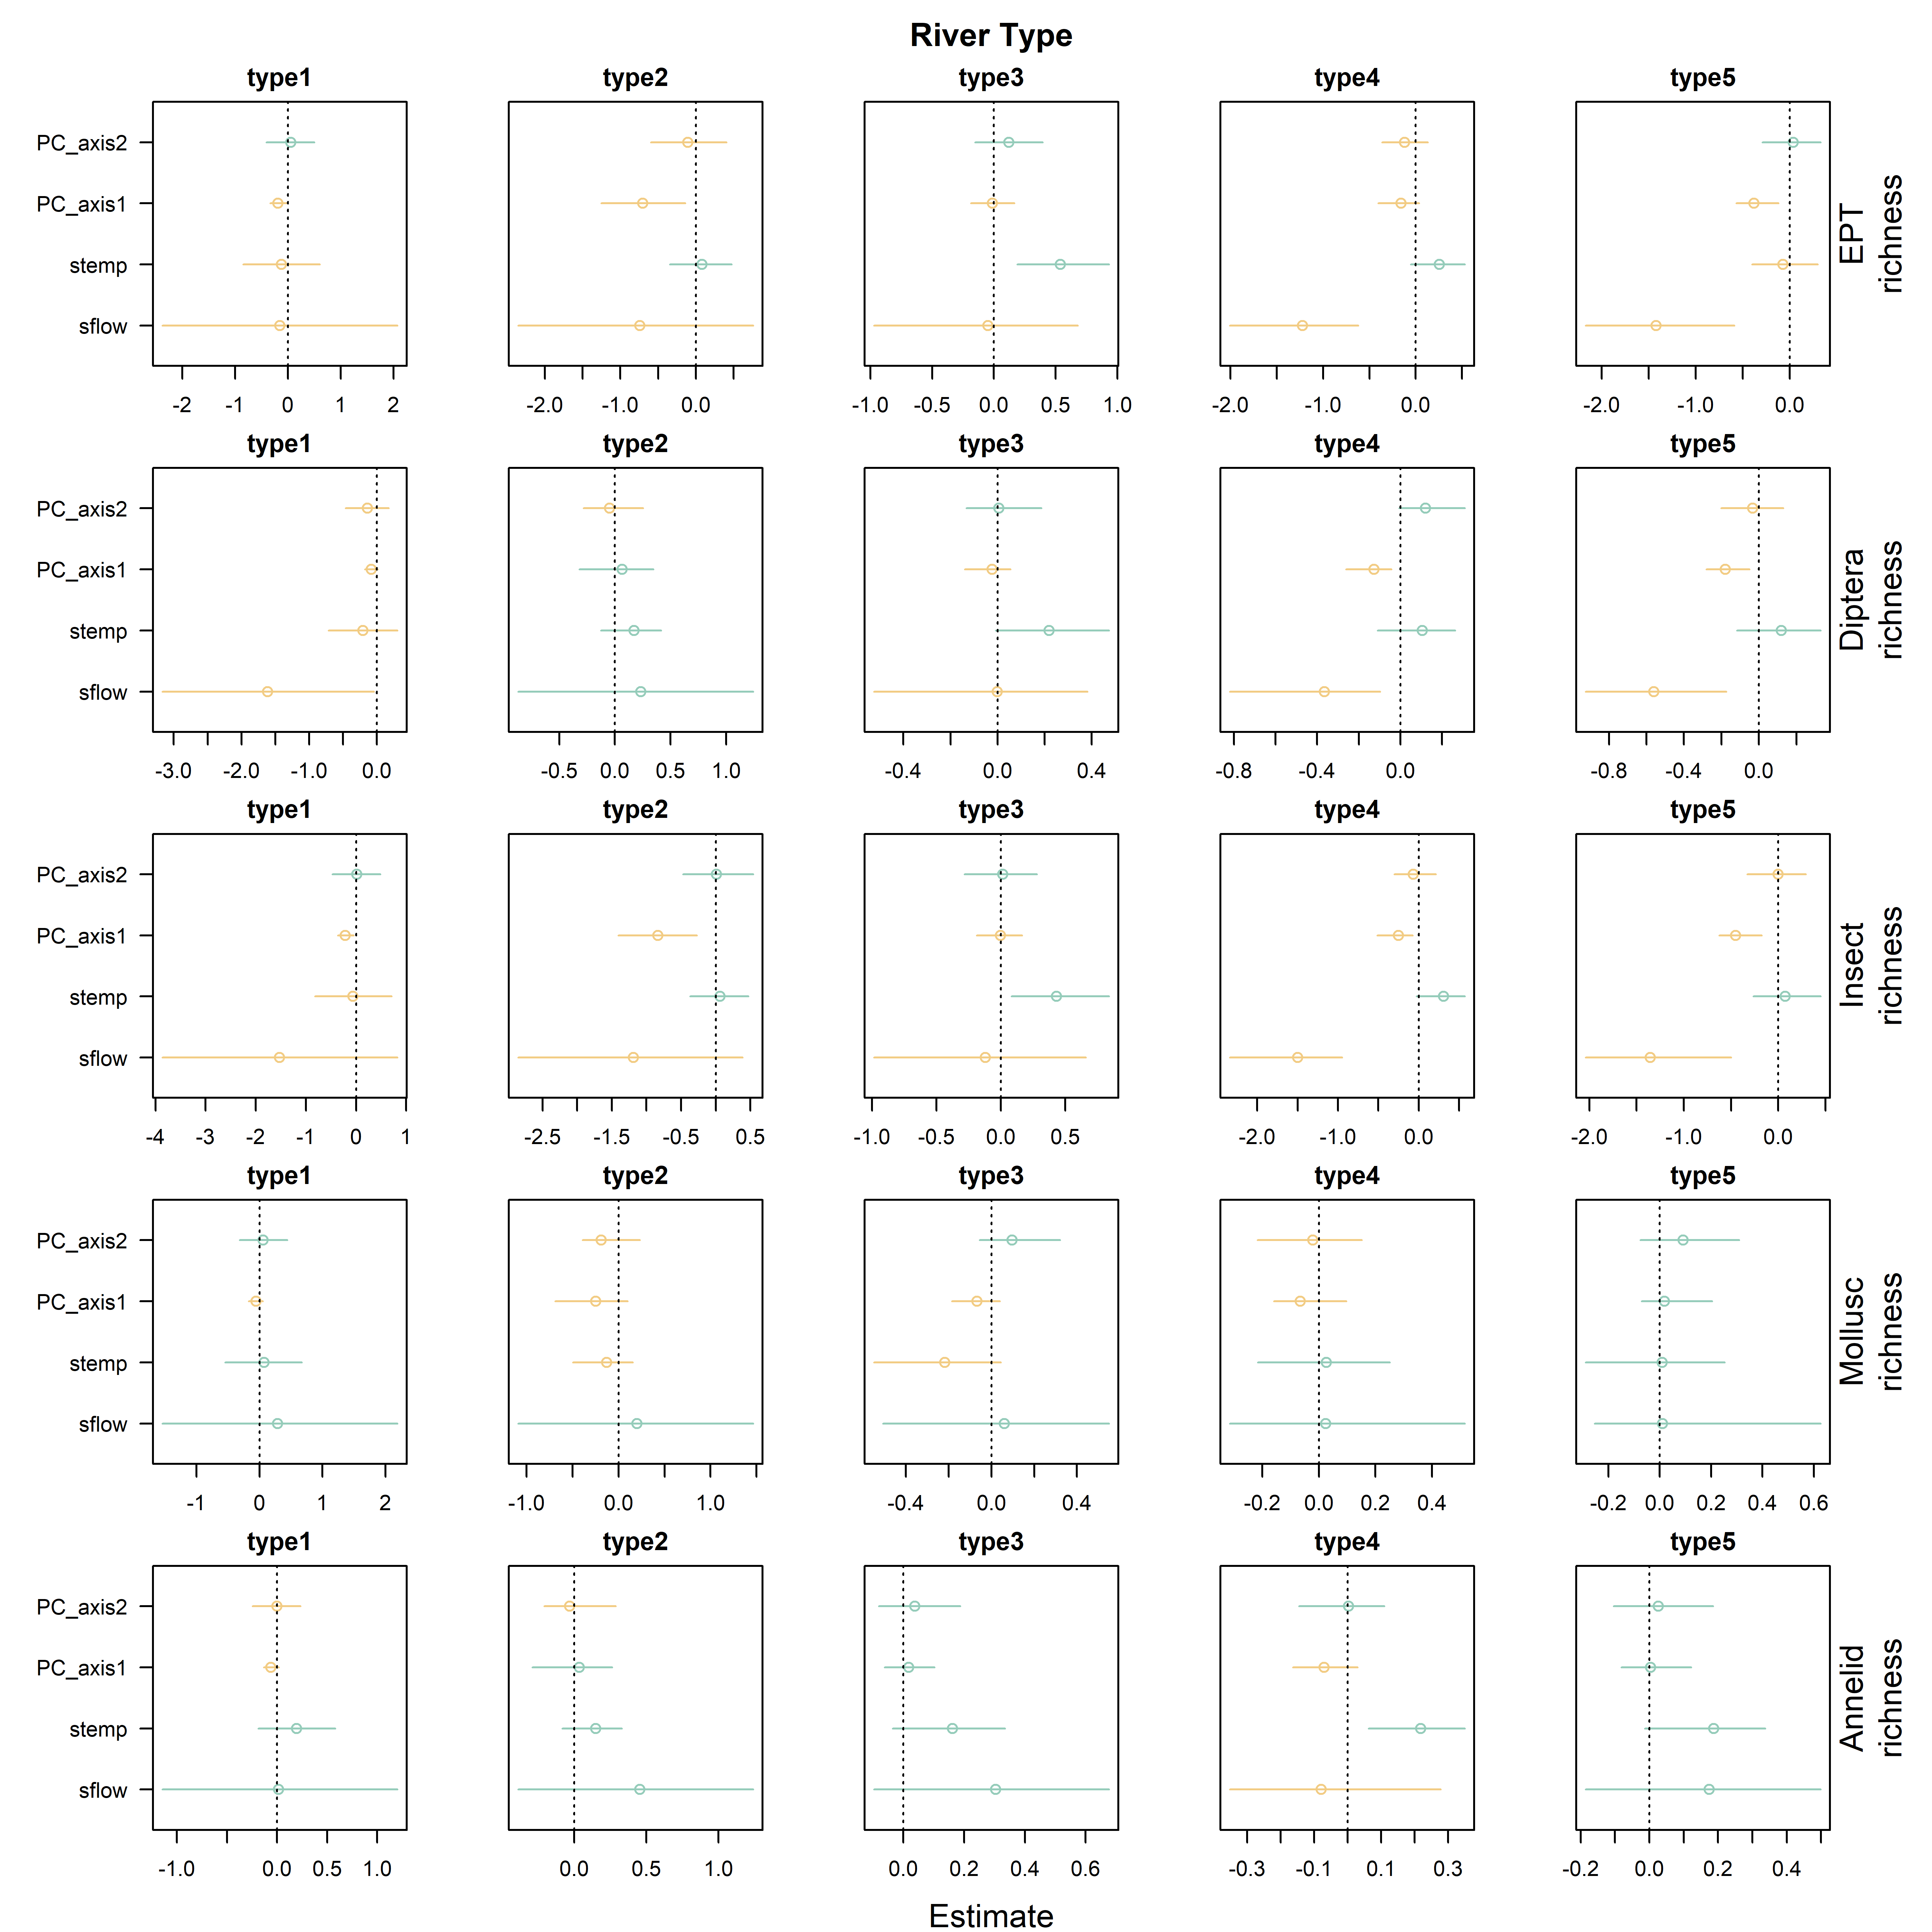 River Type
type1 type2 type3 type4 type5
PC_axis2
PC_axis1
stemp
sflow
EPT
richness
-2 -1 0 1 2 -2.0 -1.0 0.0 -1.0 -0.5 0.0 0.5 1.0 -2.0 -1.0 0.0 -2.0 -1.0 0.0
type1 type2 type3 type4 type5
PC_axis2
PC_axis1
stemp
sflow
Diptera
richness
-3.0 -2.0 -1.0 0.0 -0.5 0.0 0.5 1.0 -0.4 0.0 0.4 -0.8 -0.4 0.0 -0.8 -0.4 0.0
type1 type2 type3 type4 type5
PC_axis2
PC_axis1
stemp
sflow
Insect
richness
-4 -3 -2 -1 0 1 -2.5 -1.5 -0.5 0.5 -1.0 -0.5 0.0 0.5 -2.0 -1.0 0.0 -2.0 -1.0 0.0
type1 type2 type3 type4 type5
PC_axis2
PC_axis1
stemp
sflow
Mollusc
richness
-1 0 1 2 -1.0 0.0 1.0 -0.4 0.0 0.4 -0.2 0.0 0.2 0.4 -0.2 0.0 0.2 0.4 0.6
type1 type2 type3 type4 type5
PC_axis2
PC_axis1
stemp
sflow
Annelid
richness
-1.0 0.0 0.5 1.0 0.0 0.5 1.0 0.0 0.2 0.4 0.6 -0.3 -0.1 0.1 0.3 -0.2 0.0 0.2 0.4
Estimate